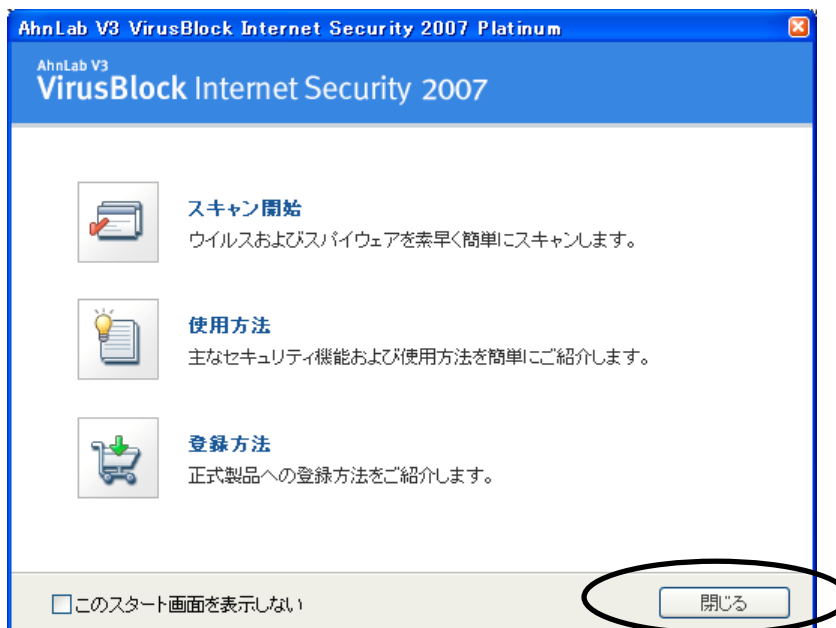 AhnLab V3 VirusBlock Internet Security 2007 Platinum
AhnLab V3
VirusBlock Internet Security 2007
スキャン開始
ウイルスおよびスパイウェアを素早く簡単にスキャンします。
使用方法
主なセキュリティ機能および使用方法を簡単にご紹介します。
登録方法
正式製品への登録方法をご紹介します。
このスタート画面を表示しない
閉じる